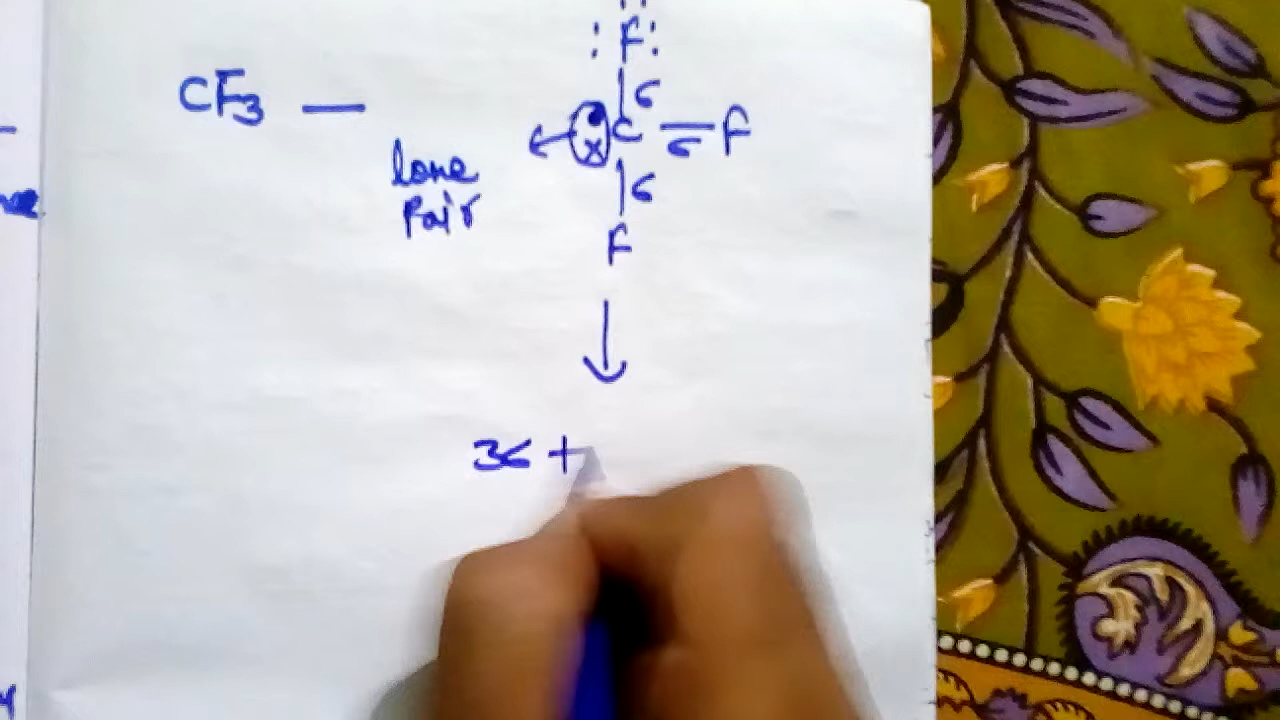 CF3 —
: F :
σ
x C — F
σ
lone
Pair
σ
F
3σ +